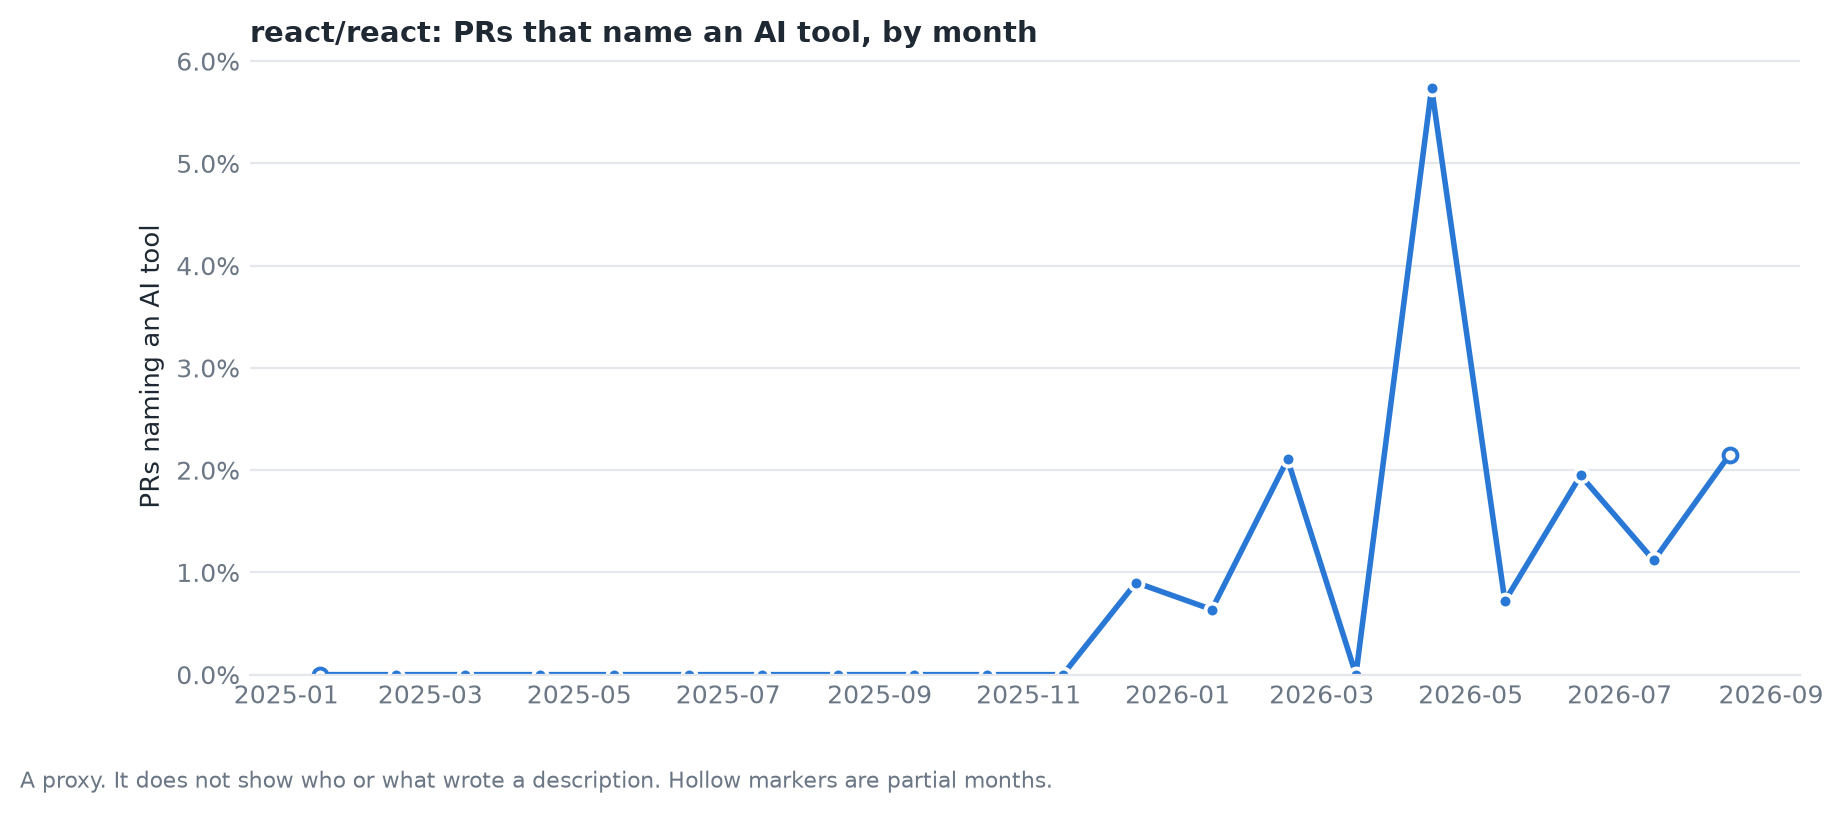 react/react: PRs that name an AI tool, by month
6.0%
5.0%
4.0%
3.0%
2.0%
1.0%
0.0%
PRs naming an AI tool
2025-01 2025-03 2025-05 2025-07 2025-09 2025-11 2026-01 2026-03 2026-05 2026-07 2026-09
A proxy. It does not show who or what wrote a description. Hollow markers are partial months.